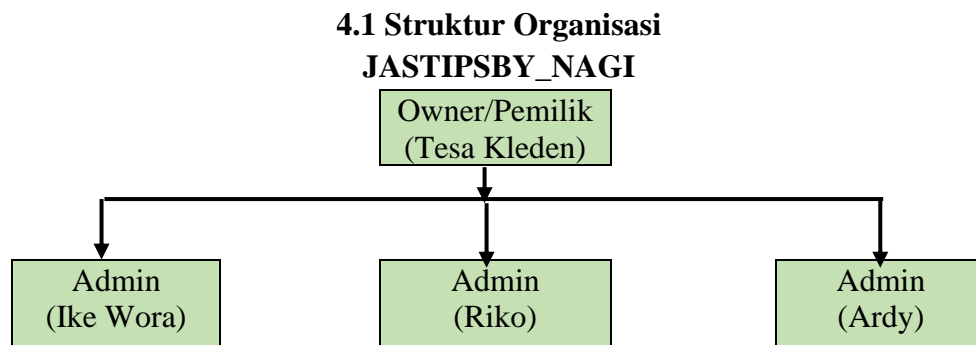 4.1 Struktur Organisasi
JASTIPSBY_NAGI
Owner/Pemilik
(Tesa Kleden)
Admin
(Ike Wora)
Admin
(Riko)
Admin
(Ardy)